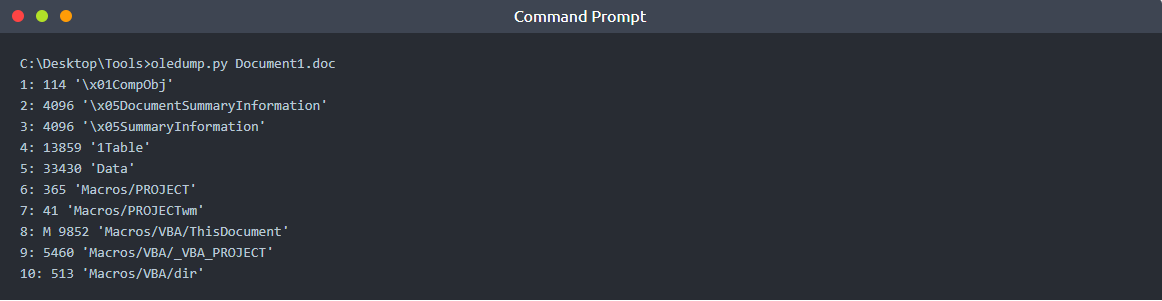 Command Prompt
C:\Desktop\Tools>oledump.py Document1.doc
1: 114 '\x01CompObj'
2: 4096 '\x05DocumentSummaryInformation'
3: 4096 '\x05SummaryInformation'
4: 13859 '1Table'
5: 33430 'Data'
6: 365 'Macros/PROJECT'
7: 41 'Macros/PROJECTwm'
8: M 9852 'Macros/VBA/ThisDocument'
9: 5460 'Macros/VBA/_VBA_PROJECT'
10: 513 'Macros/VBA/dir'